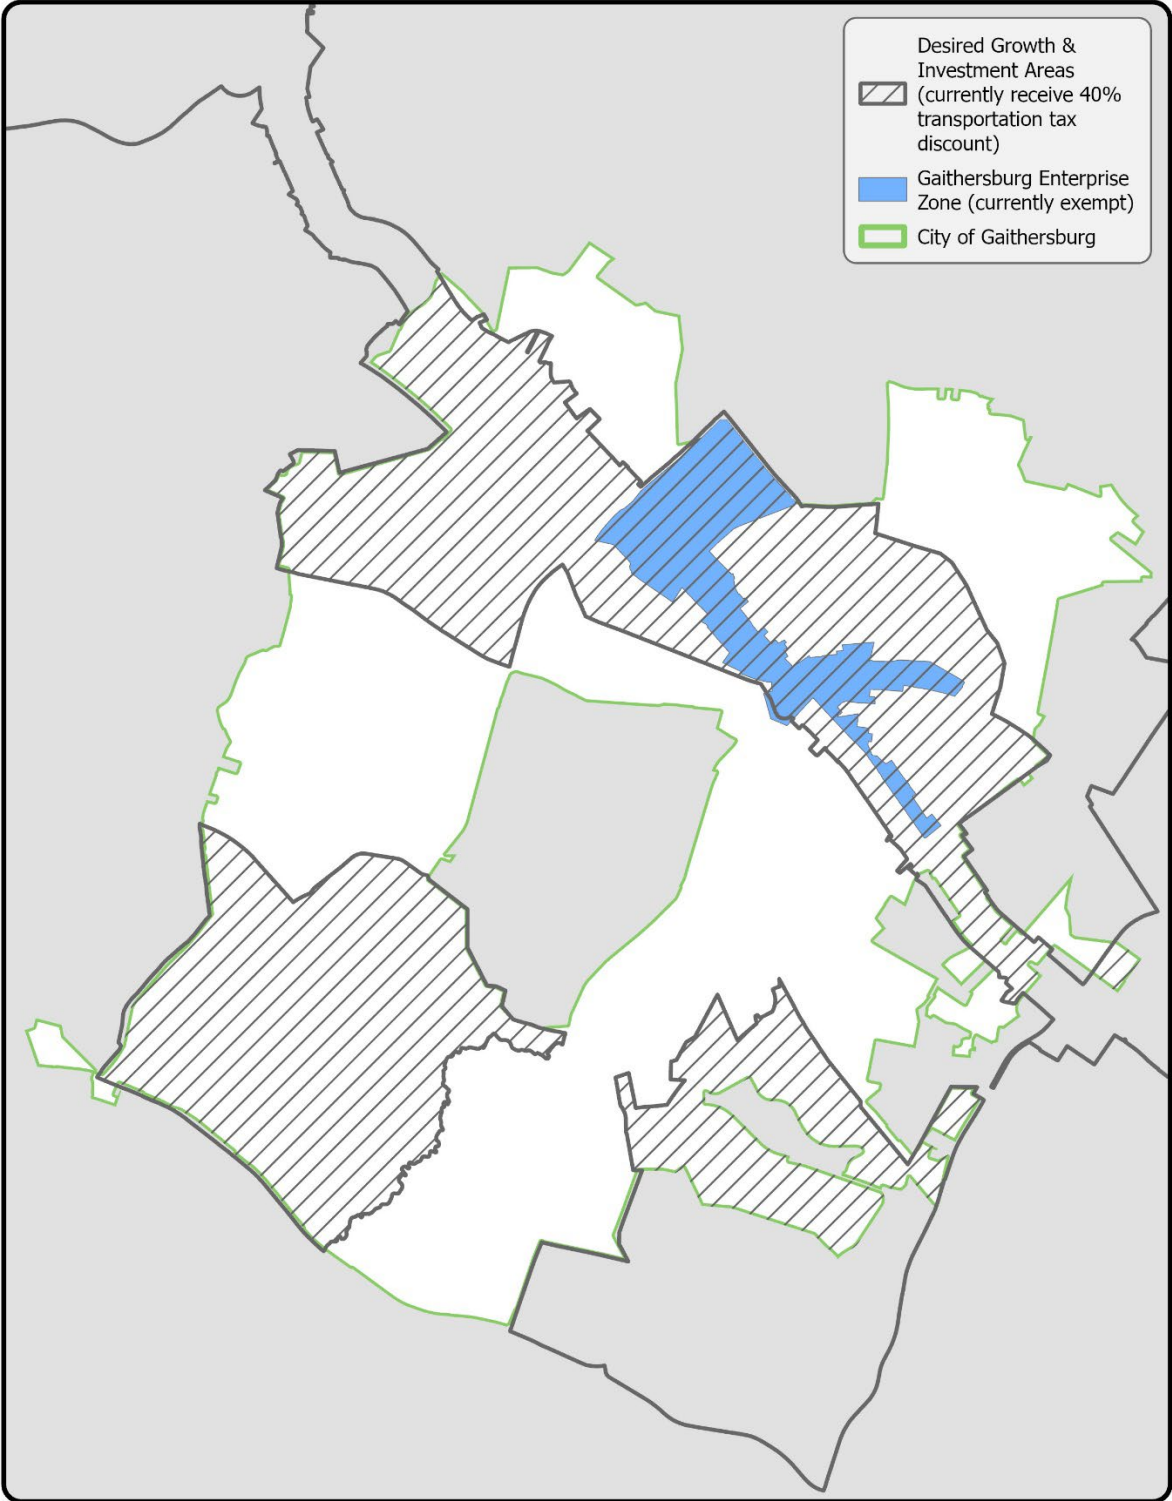 Desired Growth &
Investment Areas
(currently receive 40%
transportation tax
discount)
Gaithersburg Enterprise
Zone (currently exempt)
City of Gaithersburg